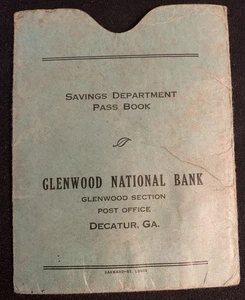 SAVINGS DEPARTMENT
PASS BOOK
GLENWOOD NATIONAL BANK
GLENWOOD SECTION
POST OFFICE
DECATUR, GA.